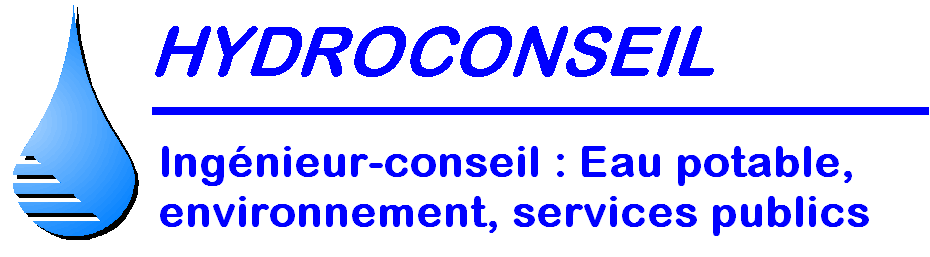 HYDROCONSEIL
Ingénieur-conseil : Eau potable,
environnement, services publics